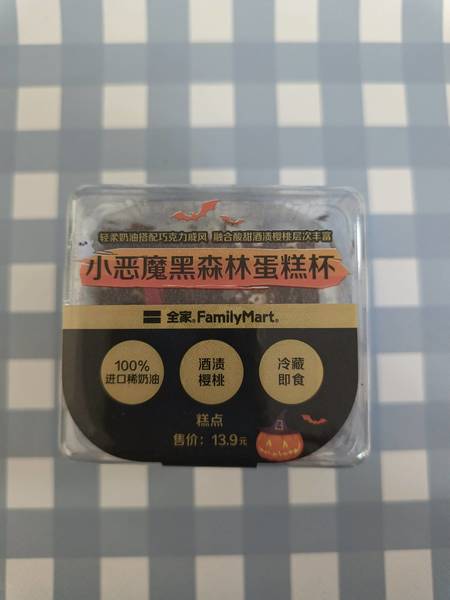 轻柔奶油搭配巧克力戚风 融合酸甜酒渍樱桃层次丰富
小恶魔黑森林蛋糕杯
全家®FamilyMart®
100%
进口稀奶油
酒渍
樱桃
冷藏
即食
糕点
售价：13.9元